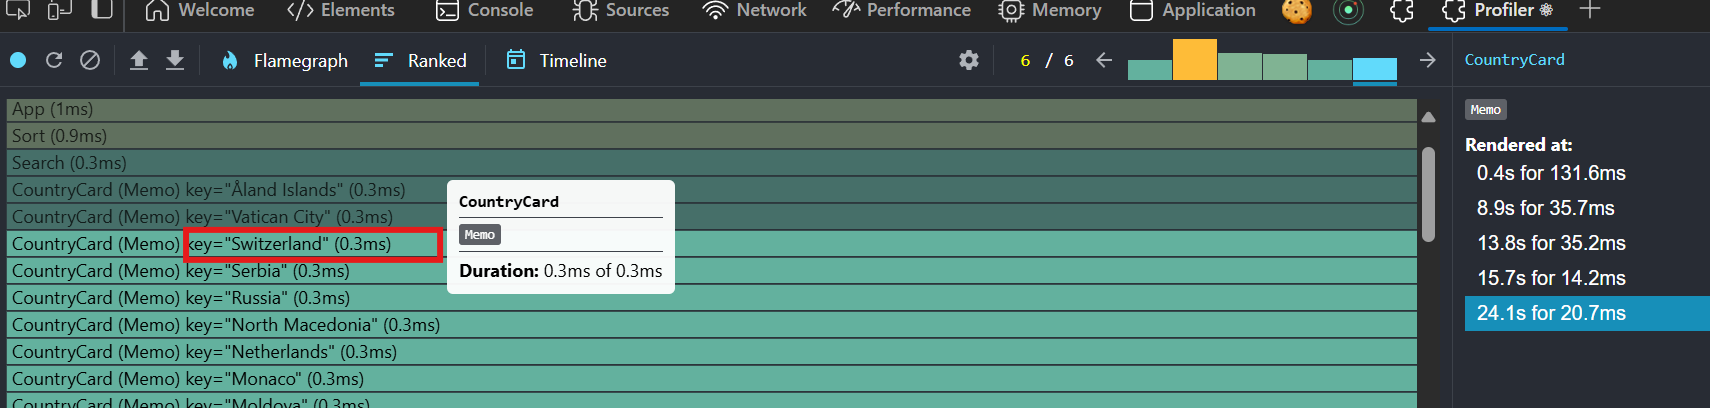 Welcome Elements Console Sources Network Performance Memory Application Profiler ⚛
Flamegraph Ranked Timeline 6 / 6 CountryCard
App (1ms)
Memo
Sort (0.9ms)
Rendered at:
Search (0.3ms)
0.4s for 131.6ms
CountryCard (Memo) key="Åland Islands" (0.3ms)
CountryCard
8.9s for 35.7ms
CountryCard (Memo) key="Vatican City" (0.3ms)
Memo
CountryCard (Memo) key="Switzerland" (0.3ms)
13.8s for 35.2ms
CountryCard (Memo) key="Serbia" (0.3ms)
Duration: 0.3ms of 0.3ms
15.7s for 14.2ms
CountryCard (Memo) key="Russia" (0.3ms)
24.1s for 20.7ms
CountryCard (Memo) key="North Macedonia" (0.3ms)
CountryCard (Memo) key="Netherlands" (0.3ms)
CountryCard (Memo) key="Monaco" (0.3ms)
CountryCard (Memo) key="Moldova" (0.3ms)